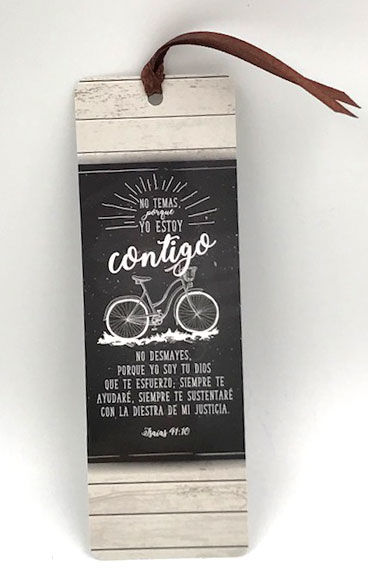 NO TEMAS,
porque
YO ESTOY
contigo
NO DESMAYES,
PORQUE YO SOY TU DIOS
QUE TE ESFUERZO; SIEMPRE TE
AYUDARÉ, SIEMPRE TE SUSTENTARÉ
CON LA DIESTRA DE MI JUSTICIA.
Isaías 41:10